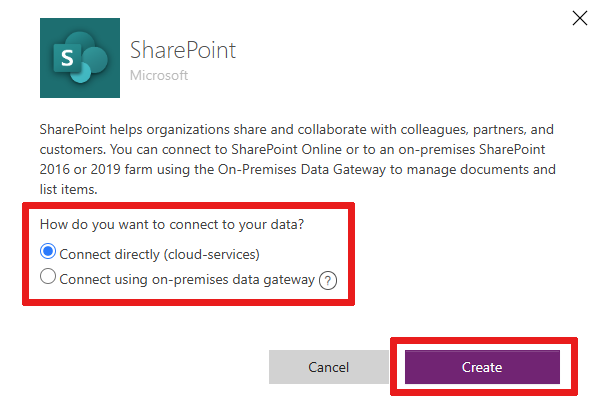 S
SharePoint
Microsoft
SharePoint helps organizations share and collaborate with colleagues, partners, and
customers. You can connect to SharePoint Online or to an on-premises SharePoint
2016 or 2019 farm using the On-Premises Data Gateway to manage documents and
list items.
How do you want to connect to your data?
Connect directly (cloud-services)
Connect using on-premises data gateway ?
Cancel Create